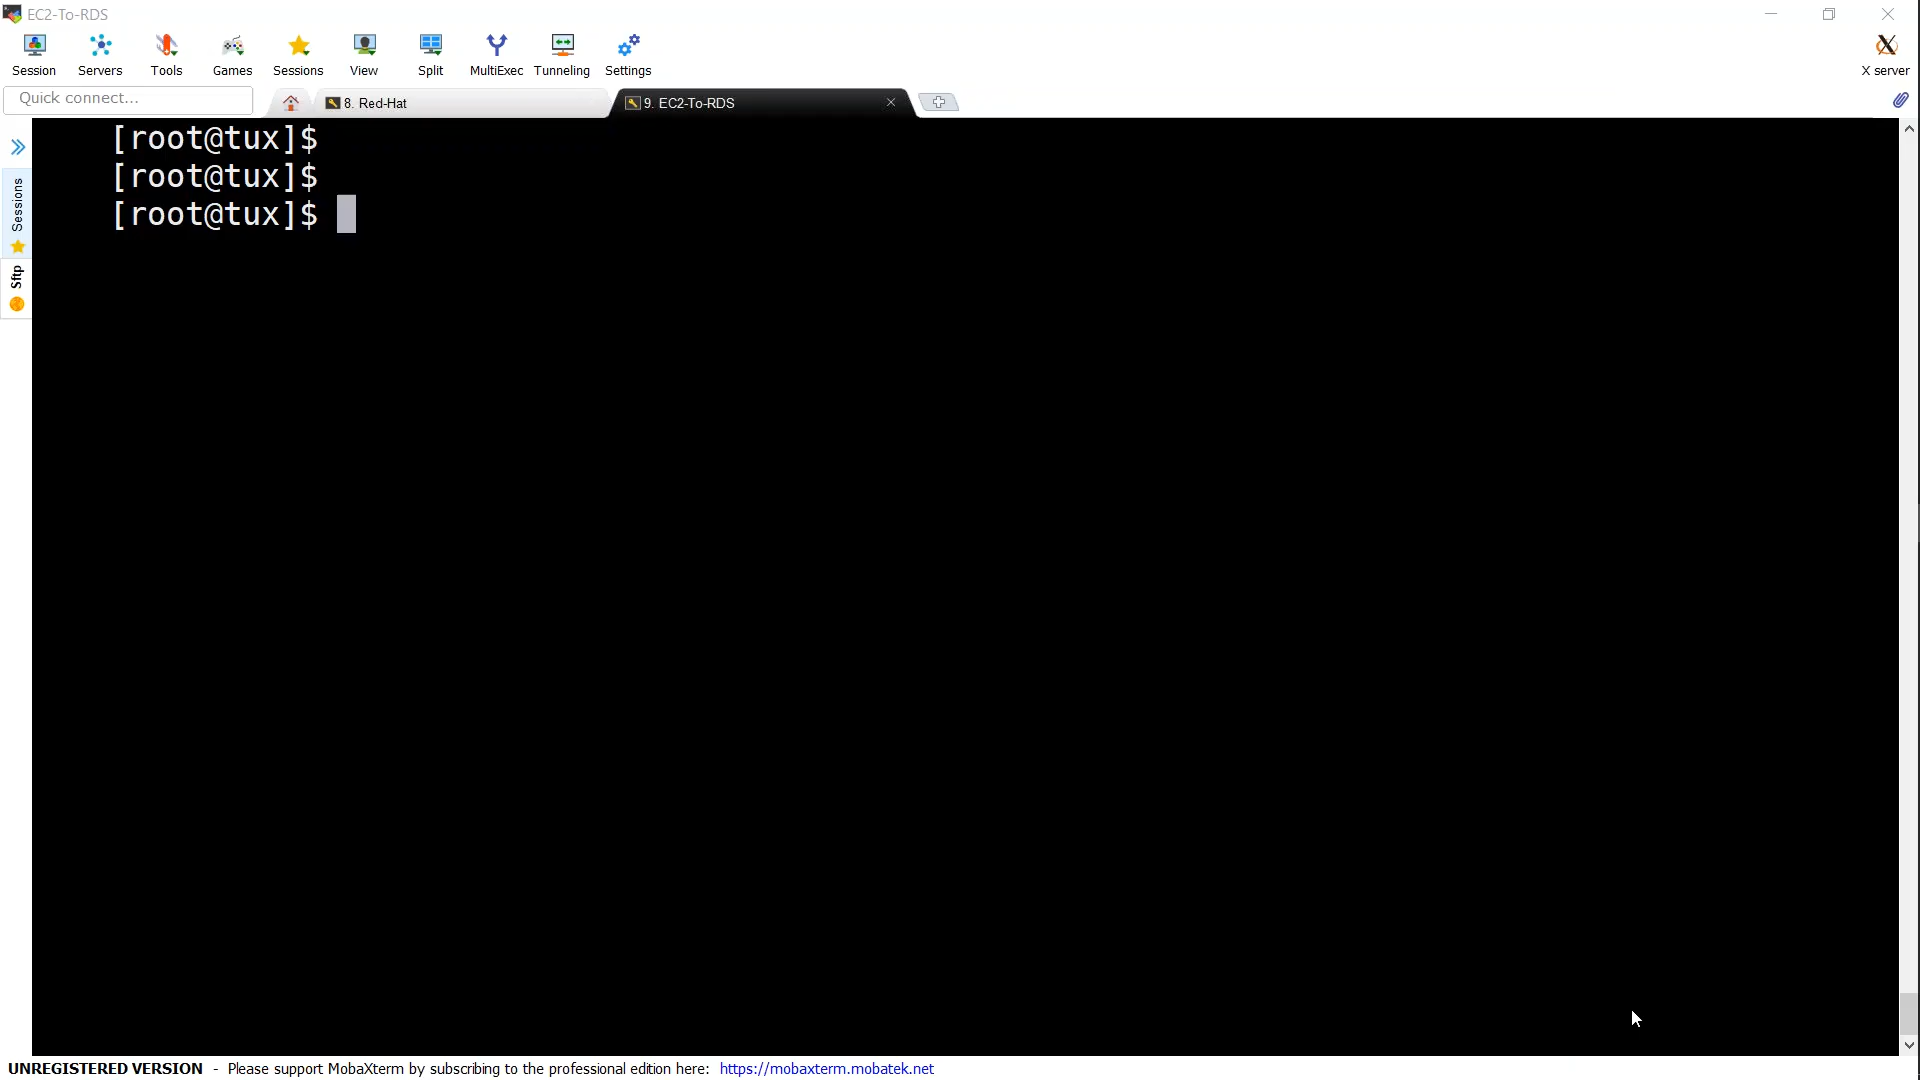 EC2-To-RDS
Session Servers Tools Games Sessions View Split MultiExec Tunneling Settings X server
Quick connect... 8. Red-Hat 9. EC2-To-RDS
Sessions
Sftp
[root@tux]$
[root@tux]$
[root@tux]$
UNREGISTERED VERSION - Please support MobaXterm by subscribing to the professional edition here: https://mobaxterm.mobatek.net